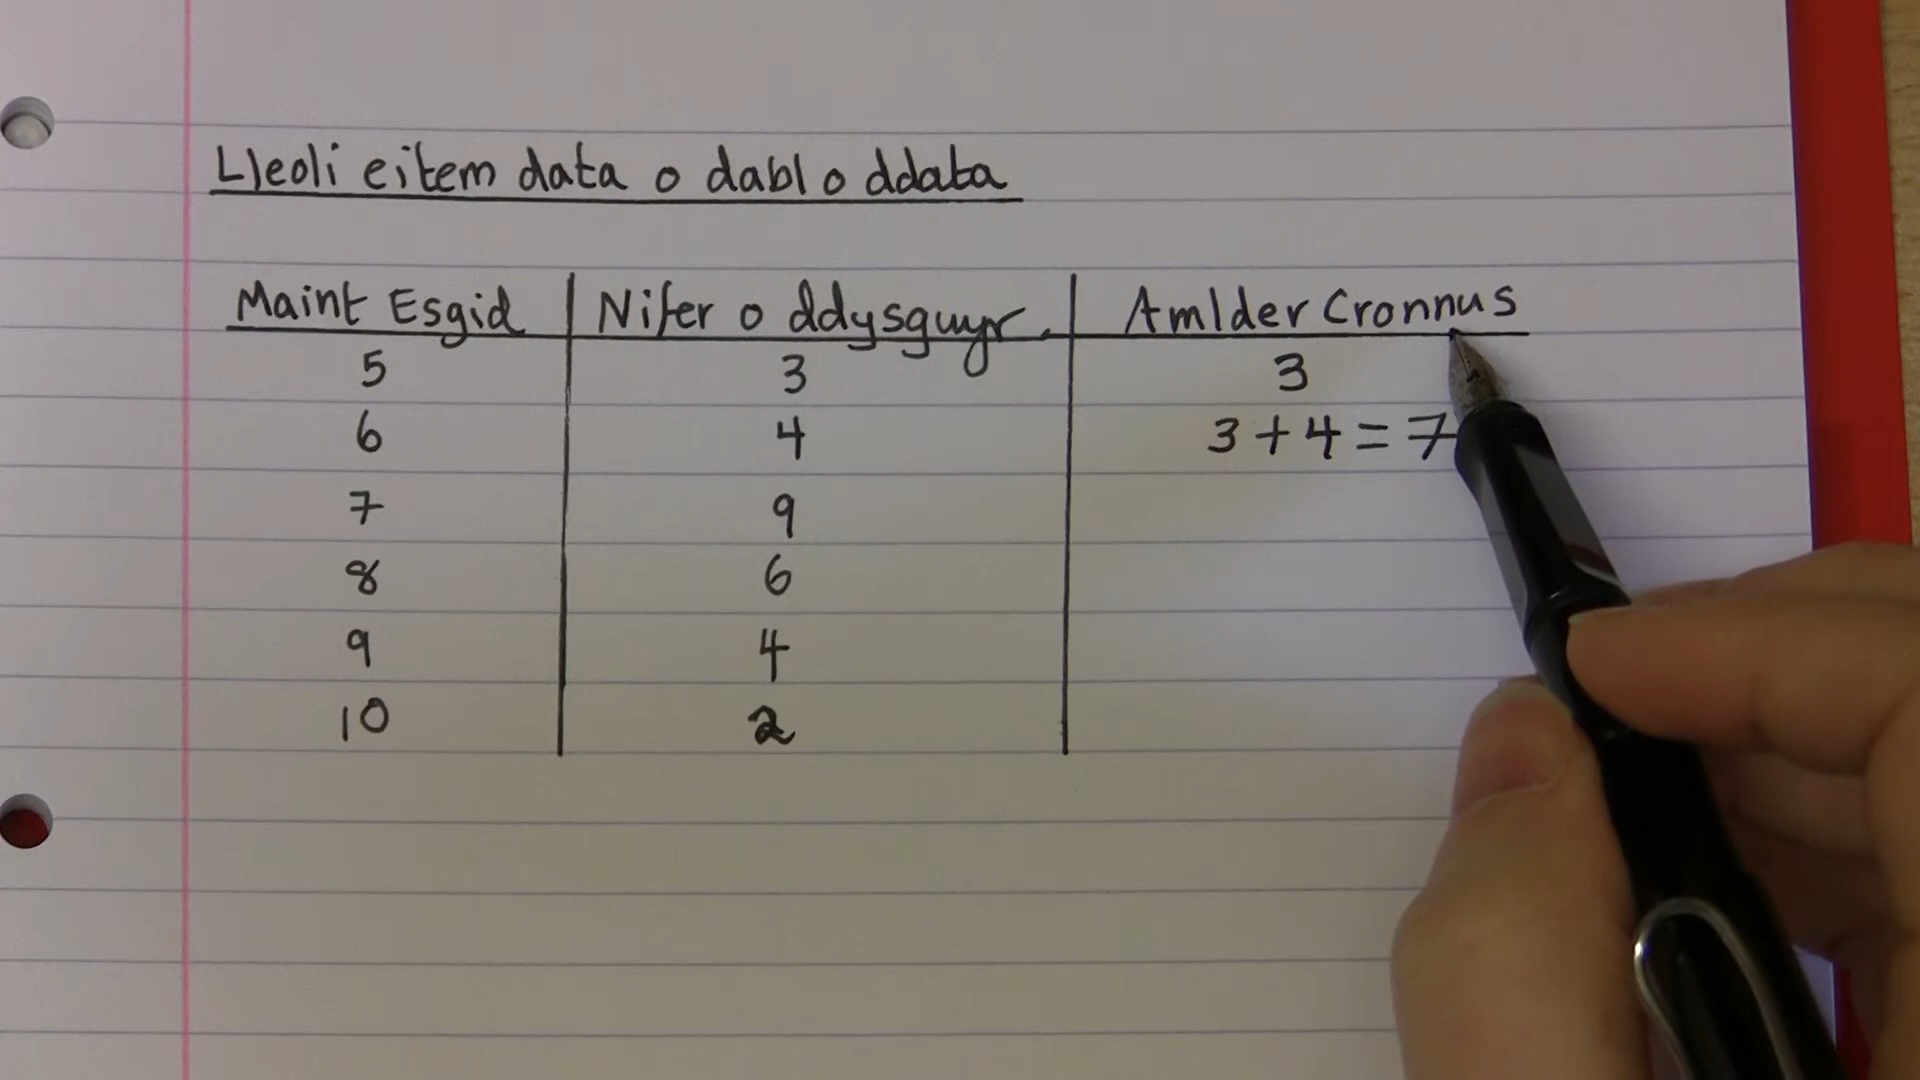 Lleoli eitem data o dabl o ddata
Maint Esgid Nifer o ddysgwyr. Amlder Cronnus
5 3 3
6 4 3+4=7
7 9
8 6
9 4
10 2